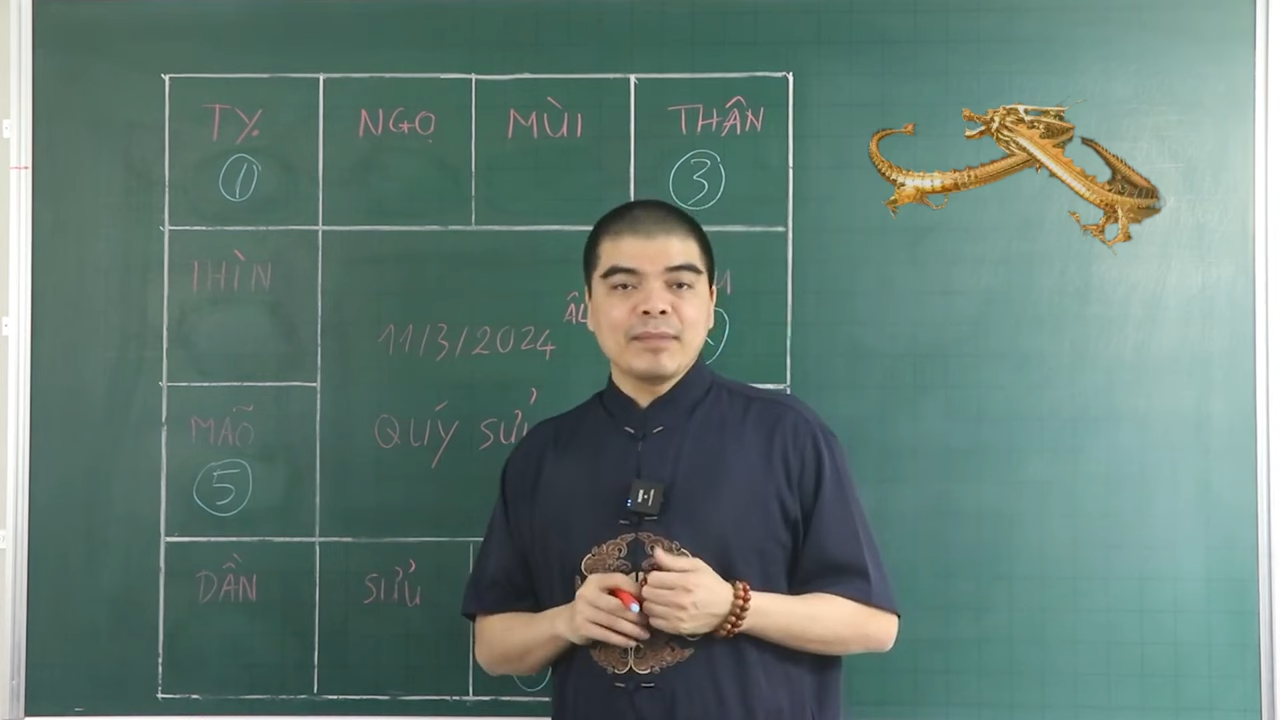 TỴ NGỌ MÙI THÂN
① ③
THÌN
11/3/2024
MÃO QUÝ SỬU
⑤
DẦN SỬU